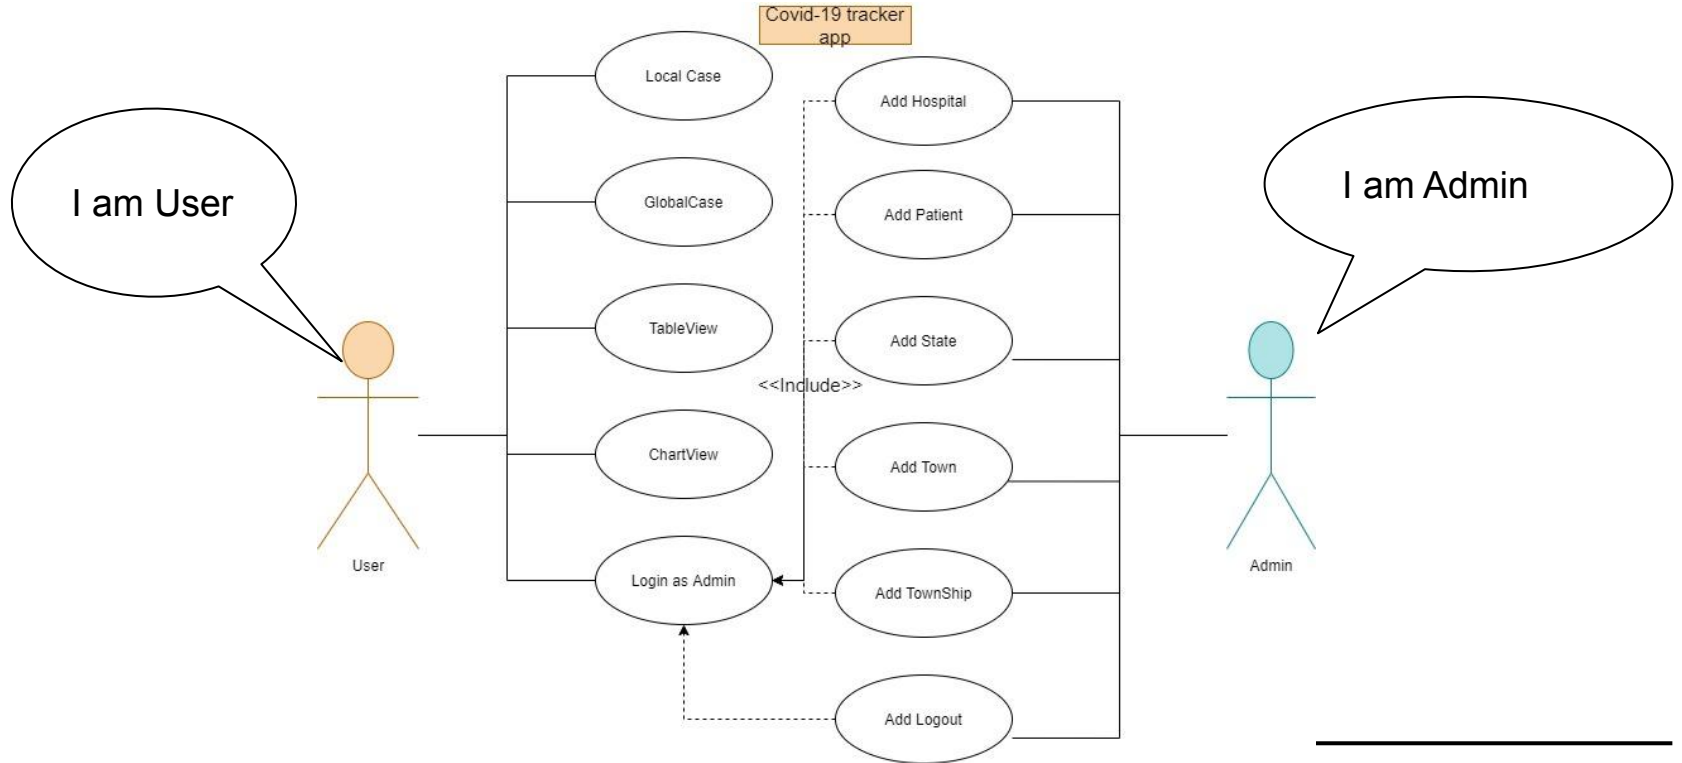 Covid-19 tracker
app
Local Case
Add Hospital
I am User
I am Admin
GlobalCase
Add Patient
TableView
Add State
<<Include>>
ChartView
Add Town
User
Login as Admin
Add TownShip
Admin
Add Logout